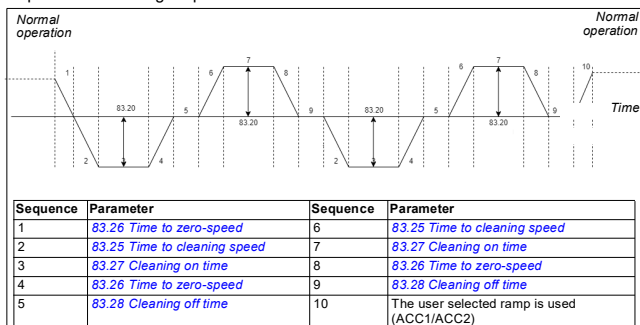 Normal
operation
Normal
operation
1
6
7
8
6
7
8
10
83.20
5
9
83.20
5
9
83.20
83.20
Time
2
3
4
2
3
4
Sequence Parameter Sequence Parameter
1 83.26 Time to zero-speed 6 83.25 Time to cleaning speed
2 83.25 Time to cleaning speed 7 83.27 Cleaning on time
3 83.27 Cleaning on time 8 83.26 Time to zero-speed
4 83.26 Time to zero-speed 9 83.28 Cleaning off time
5 83.28 Cleaning off time 10 The user selected ramp is used
(ACC1/ACC2)